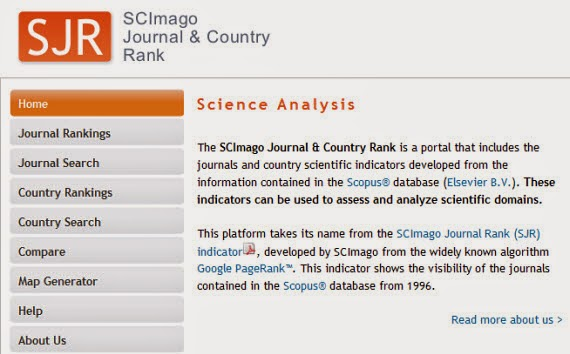 SJR
SCImago
Journal & Country
Rank
Home
Journal Rankings
Journal Search
Country Rankings
Country Search
Compare
Map Generator
Help
About Us
Science Analysis
The SCImago Journal & Country Rank is a portal that includes the
journals and country scientific indicators developed from the
information contained in the Scopus® database (Elsevier B.V.). These
indicators can be used to assess and analyze scientific domains.
This platform takes its name from the SCImago Journal Rank (SJR)
indicator, developed by SCImago from the widely known algorithm
Google PageRank™. This indicator shows the visibility of the journals
contained in the Scopus® database from 1996.
Read more about us >